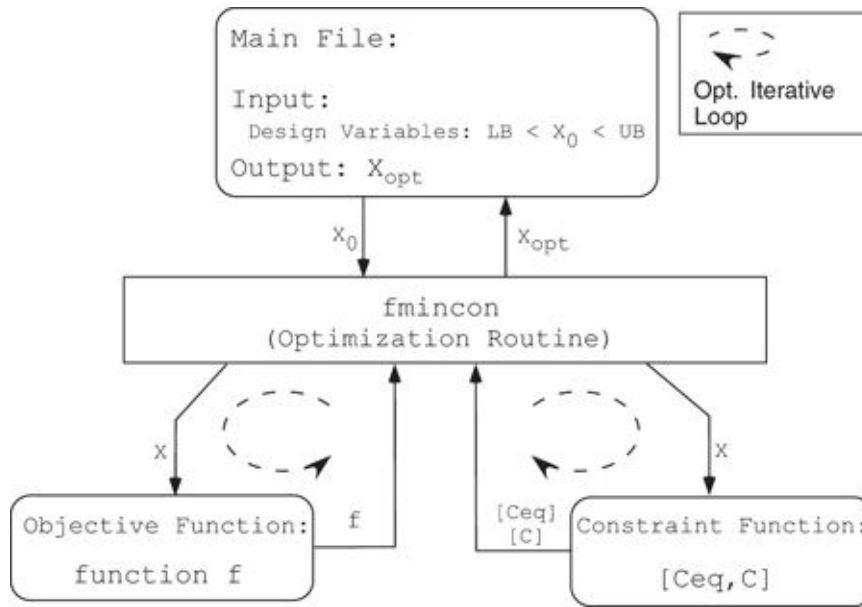 Main File:
Input:
Design Variables: LB < X0 < UB
Output: Xopt
Opt. Iterative
Loop
X0
Xopt
fmincon
(Optimization Routine)
X
X
f
[Ceq]
[C]
Objective Function:
function f
Constraint Function:
[Ceq,C]